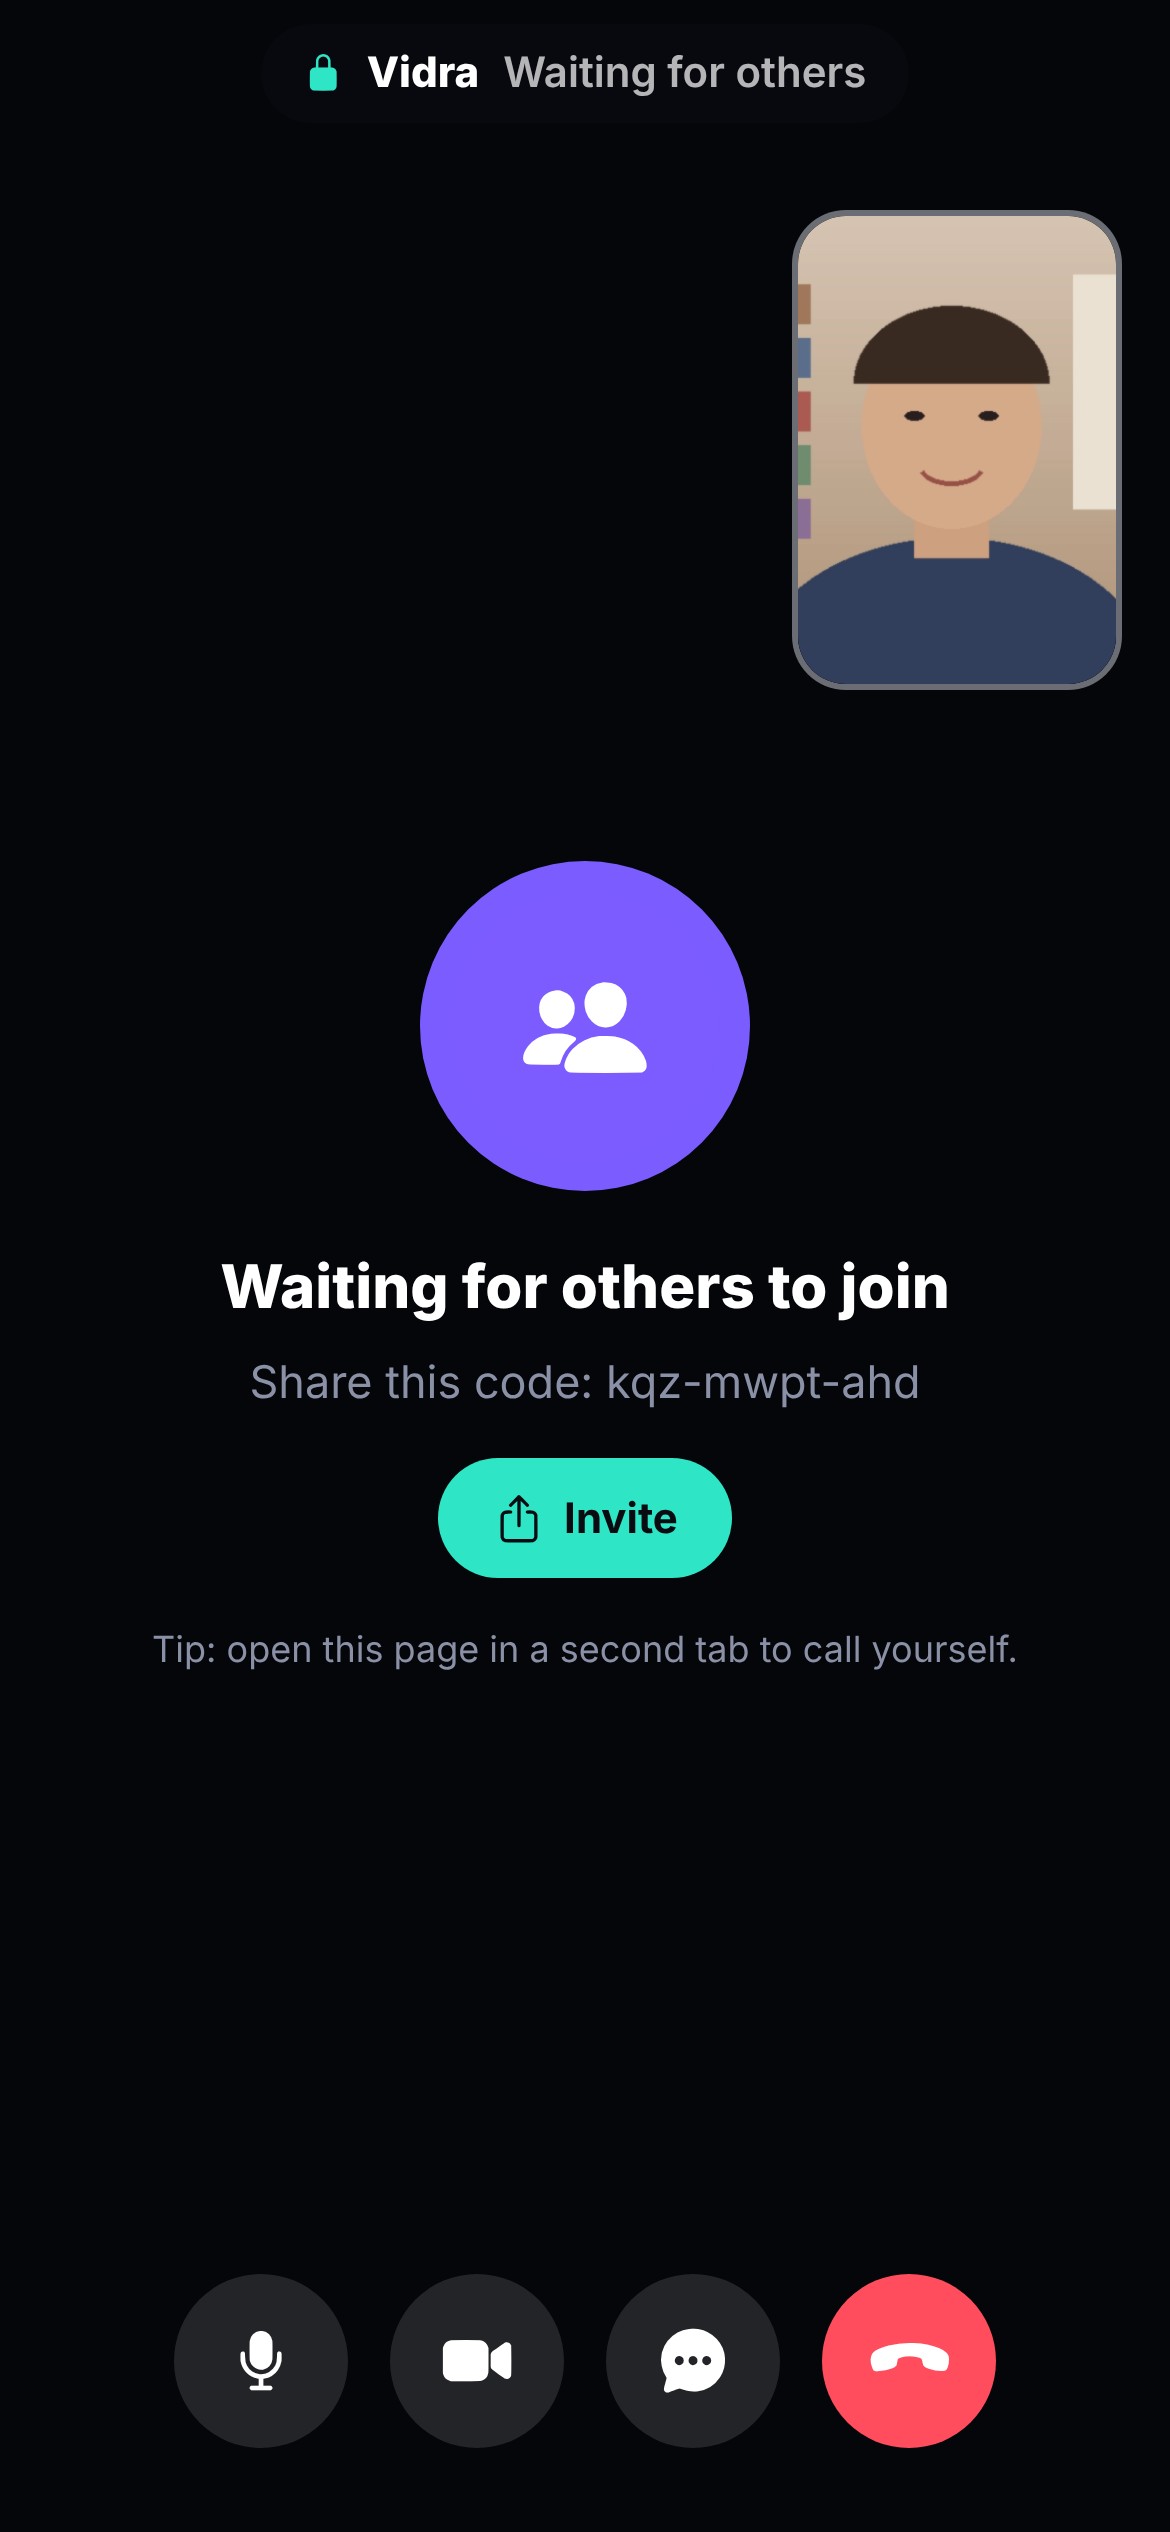 Vidra Waiting for others
Waiting for others to join
Share this code: kqz-mwpt-ahd
Invite
Tip: open this page in a second tab to call yourself.